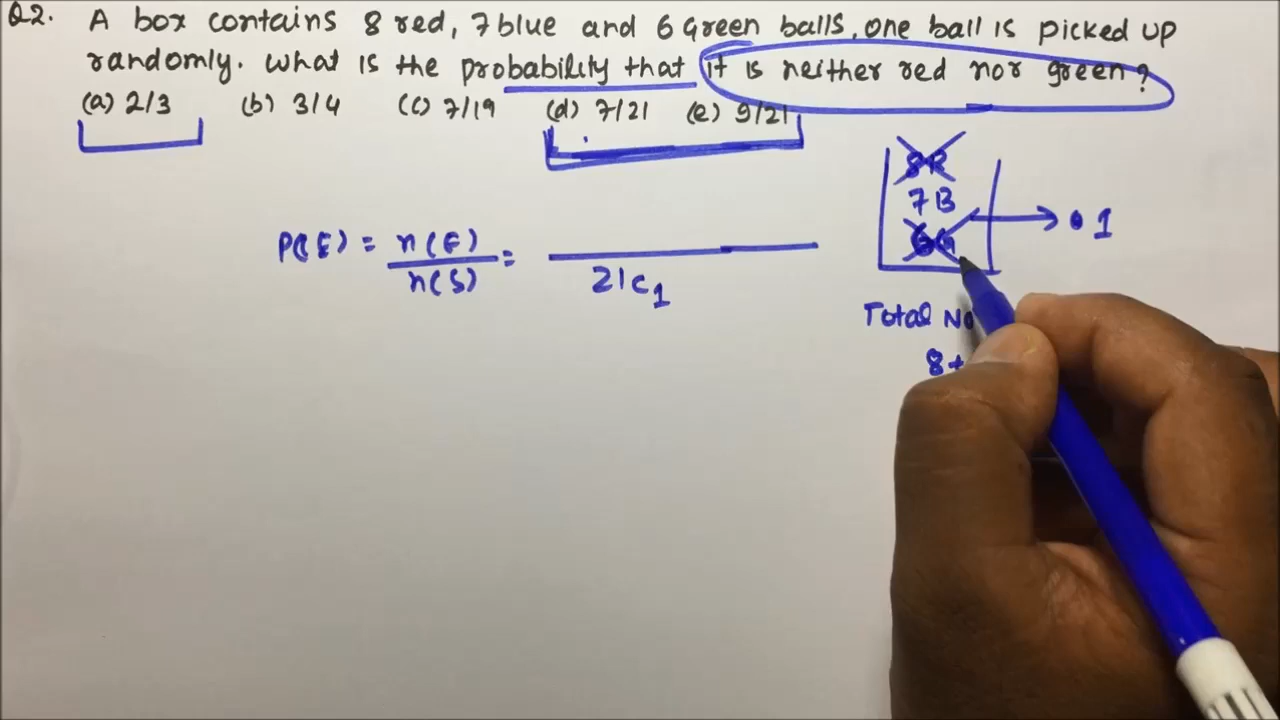 Q2. A box contains 8 red, 7 blue and 6 Green balls, one ball is picked up
randomly. What is the probability that it is neither red nor green?
(a) 2/3 (b) 3/4 (c) 7/19 (d) 7/21 (e) 9/21
8R
7B
6G
1
P(E) = n(E)/n(S) =
21c1
Total No
8+